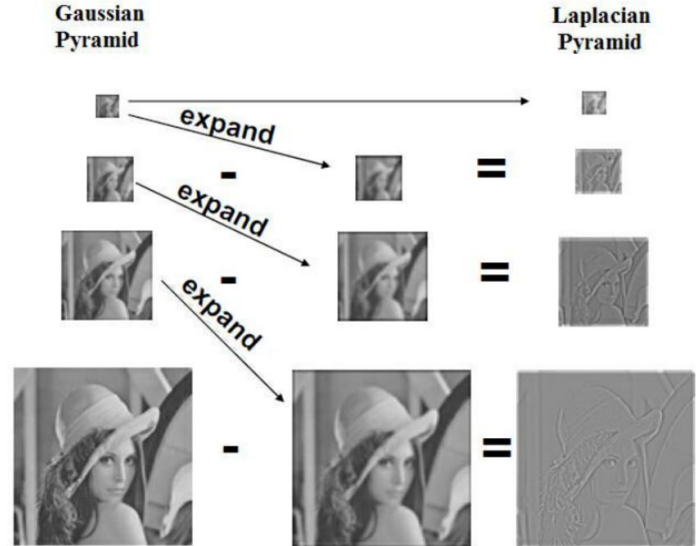 Gaussian
Pyramid
Laplacian
Pyramid
expand
-
=
expand
-
=
expand
-
=